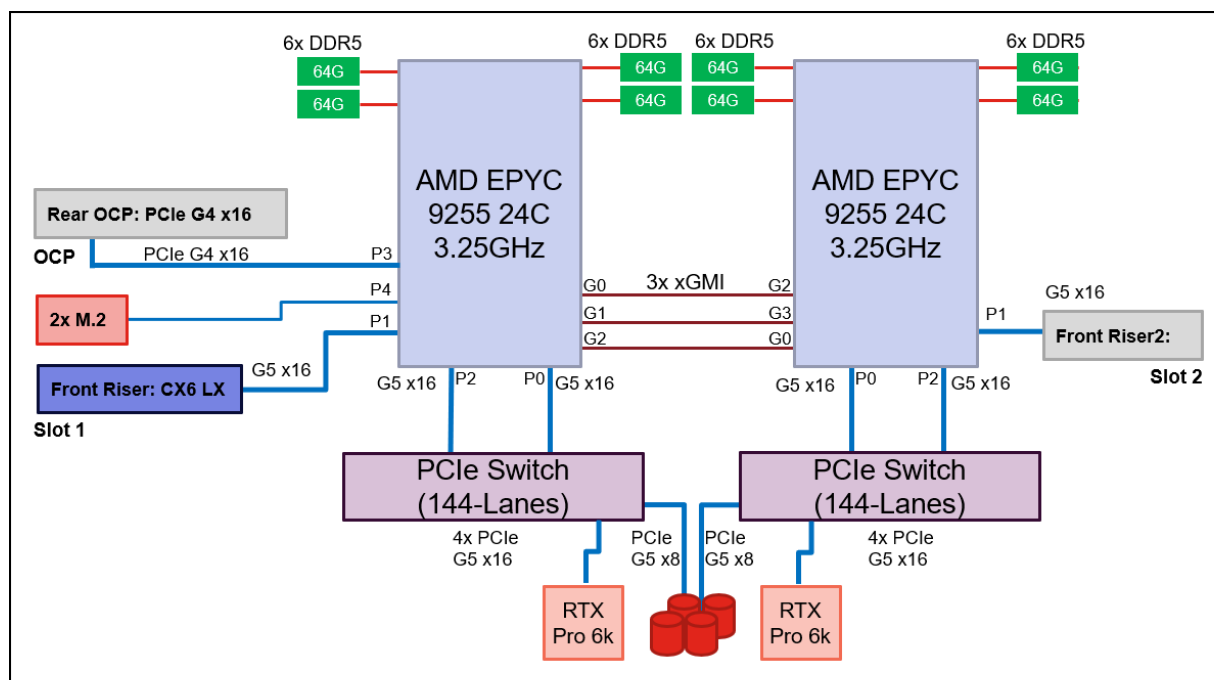 6x DDR5
6x DDR5
6x DDR5
6x DDR5
64G
64G
64G
64G
64G
64G
64G
64G
AMD EPYC
9255 24C
3.25GHz
AMD EPYC
9255 24C
3.25GHz
Rear OCP: PCIe G4 x16
OCP
PCIe G4 x16
P3
P4
2x M.2
P1
G5 x16
Front Riser: CX6 LX
Slot 1
G0
3x xGMI
G2
G1
G3
G2
G0
P1
G5 x16
Front Riser2:
Slot 2
G5 x16
P2
P0
G5 x16
G5 x16
P0
P2
G5 x16
PCIe Switch
(144-Lanes)
PCIe Switch
(144-Lanes)
4x PCIe
G5 x16
PCIe
G5 x8
PCIe
G5 x8
4x PCIe
G5 x16
RTX
Pro 6k
RTX
Pro 6k